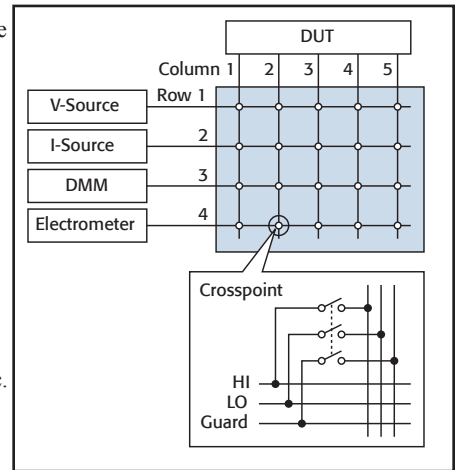 e
DUT
Column 1 2 3 4 5
Row 1
V-Source
2
I-Source
3
DMM
4
Electrometer
Crosspoint
c.
HI
LO
Guard